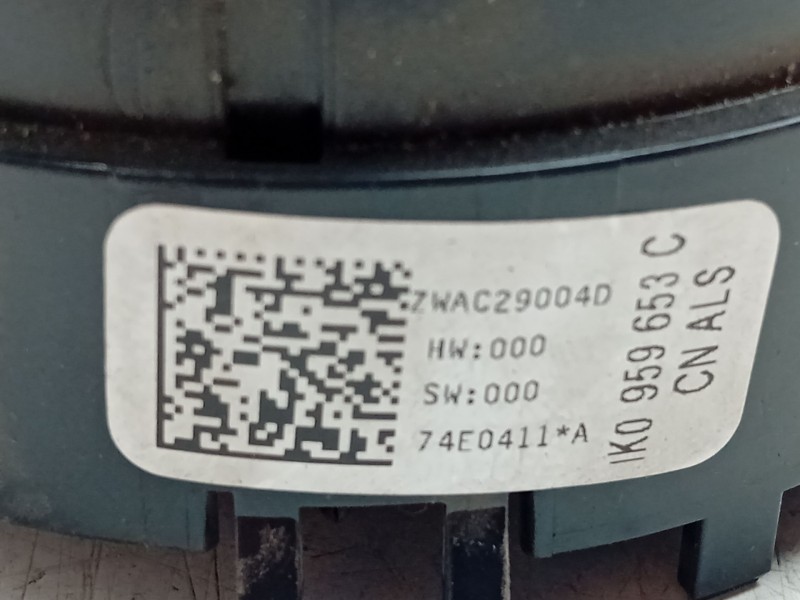 ZWAC29004D
HW:000
SW:000
74E0411*A
1K0 959 653 C
CN ALS